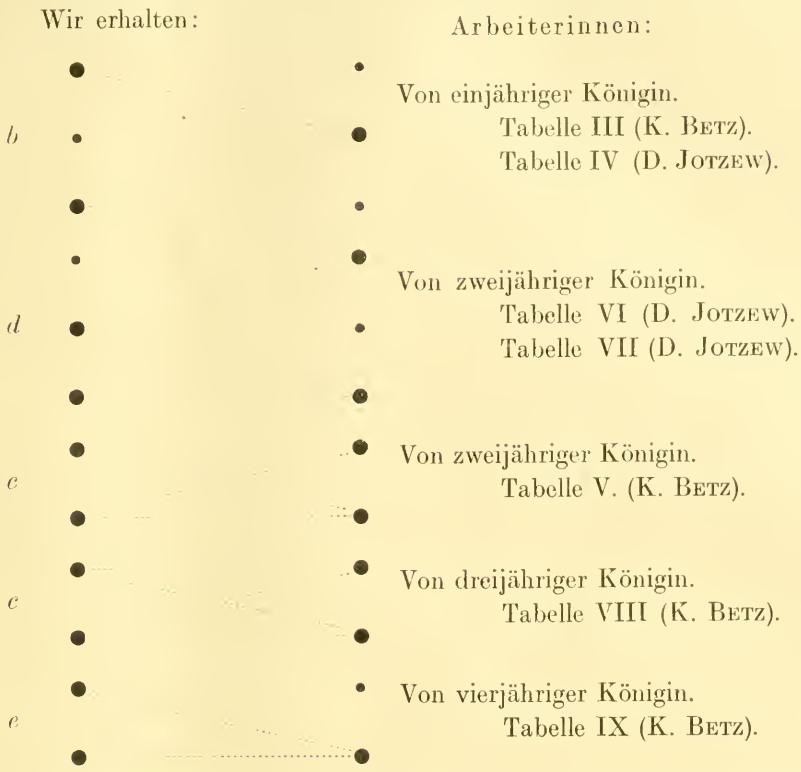 Wir erhalten:
Arbeiterinnen:
Von einjähriger Königin.
b
Tabelle III (K. BETZ).
Tabelle IV (D. JOTZEW).
Von zweijähriger Königin.
d
Tabelle VI (D. JOTZEW).
Tabelle VII (D. JOTZEW).
Von zweijähriger Königin.
c
Tabelle V. (K. BETZ).
Von dreijähriger Königin.
c
Tabelle VIII (K. BETZ).
Von vierjähriger Königin.
e
Tabelle IX (K. BETZ).